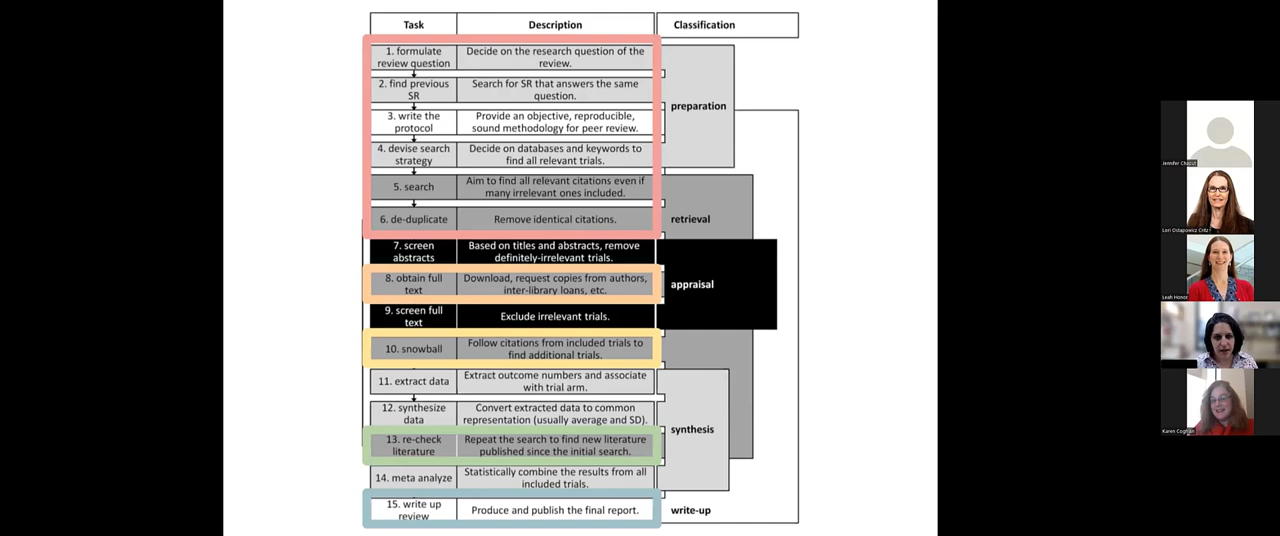 Task Description Classification
1. formulate
review question
Decide on the research question of the
review.
2. find previous
SR
Search for SR that answers the same
question.
preparation
3. write the
protocol
Provide an objective, reproducible,
sound methodology for peer review.
4. devise search
strategy
Decide on databases and keywords to
find all relevant trials.
5. search
Aim to find all relevant citations even if
many irrelevant ones included.
6. de-duplicate
Remove identical citations.
retrieval
7. screen
abstracts
Based on titles and abstracts, remove
definitely-irrelevant trials.
8. obtain full
text
Download, request copies from authors,
inter-library loans, etc.
appraisal
9. screen full
text
Exclude irrelevant trials.
10. snowball
Follow citations from included trials to
find additional trials.
11. extract data
Extract outcome numbers and associate
with trial arm.
12. synthesize
data
Convert extracted data to common
representation (usually average and SD).
synthesis
13. re-check
literature
Repeat the search to find new literature
published since the initial search.
14. meta analyze
Statistically combine the results from all
included trials.
15. write up
review
Produce and publish the final report.
write-up
Jennifer
Lori Ostapowicz
Leah Honor
Karen